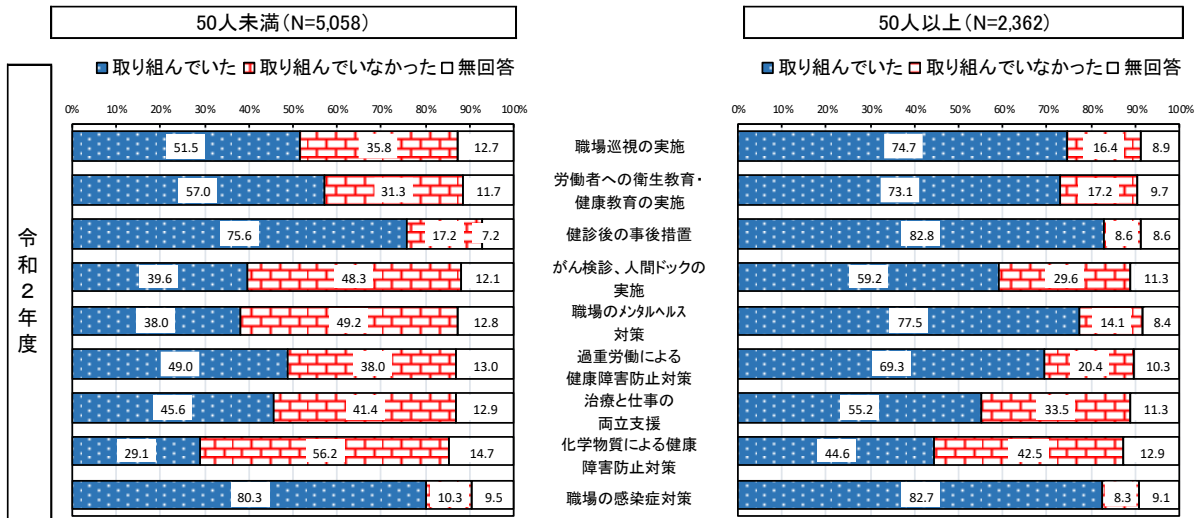 50人未満(N=5,058)
50人以上(N=2,362)
取り組んでいた 取り組んでいなかった 無回答
取り組んでいた 取り組んでいなかった 無回答
0% 10% 20% 30% 40% 50% 60% 70% 80% 90% 100%
0% 10% 20% 30% 40% 50% 60% 70% 80% 90% 100%
令和2年度
51.5 35.8 12.7
職場巡視の実施
74.7 16.4 8.9
57.0 31.3 11.7
労働者への衛生教育・
健康教育の実施
73.1 17.2 9.7
75.6 17.2 7.2
健診後の事後措置
82.8 8.6 8.6
39.6 48.3 12.1
がん検診、人間ドックの
実施
59.2 29.6 11.3
38.0 49.2 12.8
職場のメンタルヘルス
対策
77.5 14.1 8.4
49.0 38.0 13.0
過重労働による
健康障害防止対策
69.3 20.4 10.3
45.6 41.4 12.9
治療と仕事の
両立支援
55.2 33.5 11.3
29.1 56.2 14.7
化学物質による健康
障害防止対策
44.6 42.5 12.9
80.3 10.3 9.5
職場の感染症対策
82.7 8.3 9.1